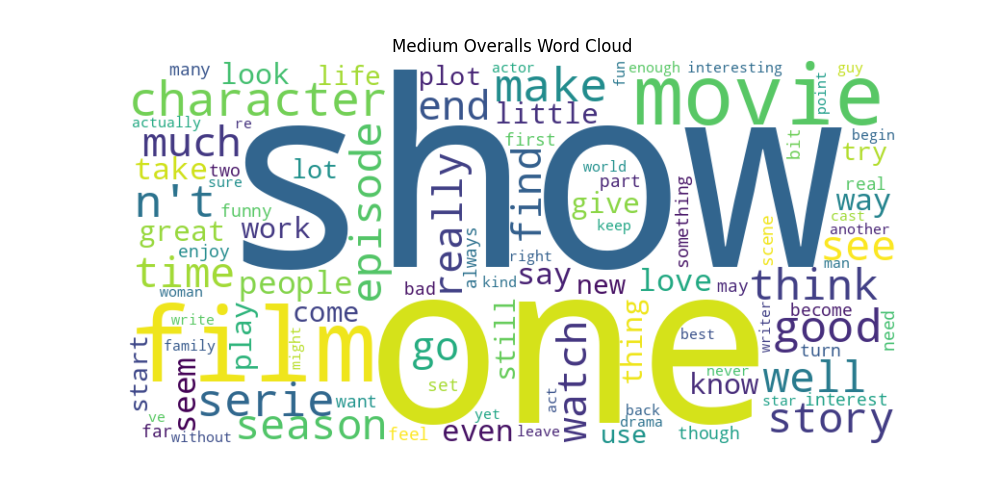 Medium Overalls Word Cloud
many look life plot actor make fun enough interesting movie guy
character end little point
actually much re first bit begin
show
take two lot episode really find world part try
sure n't funny give something real way
great work keep cast another
enjoy always right scene see
time people bad kind say new love may man think
woman film come one play write still thing best become good
family might go writer turn need
start seem set never know well
serie want watch act star interest
ve season yet back story
far without feel even leave drama use though